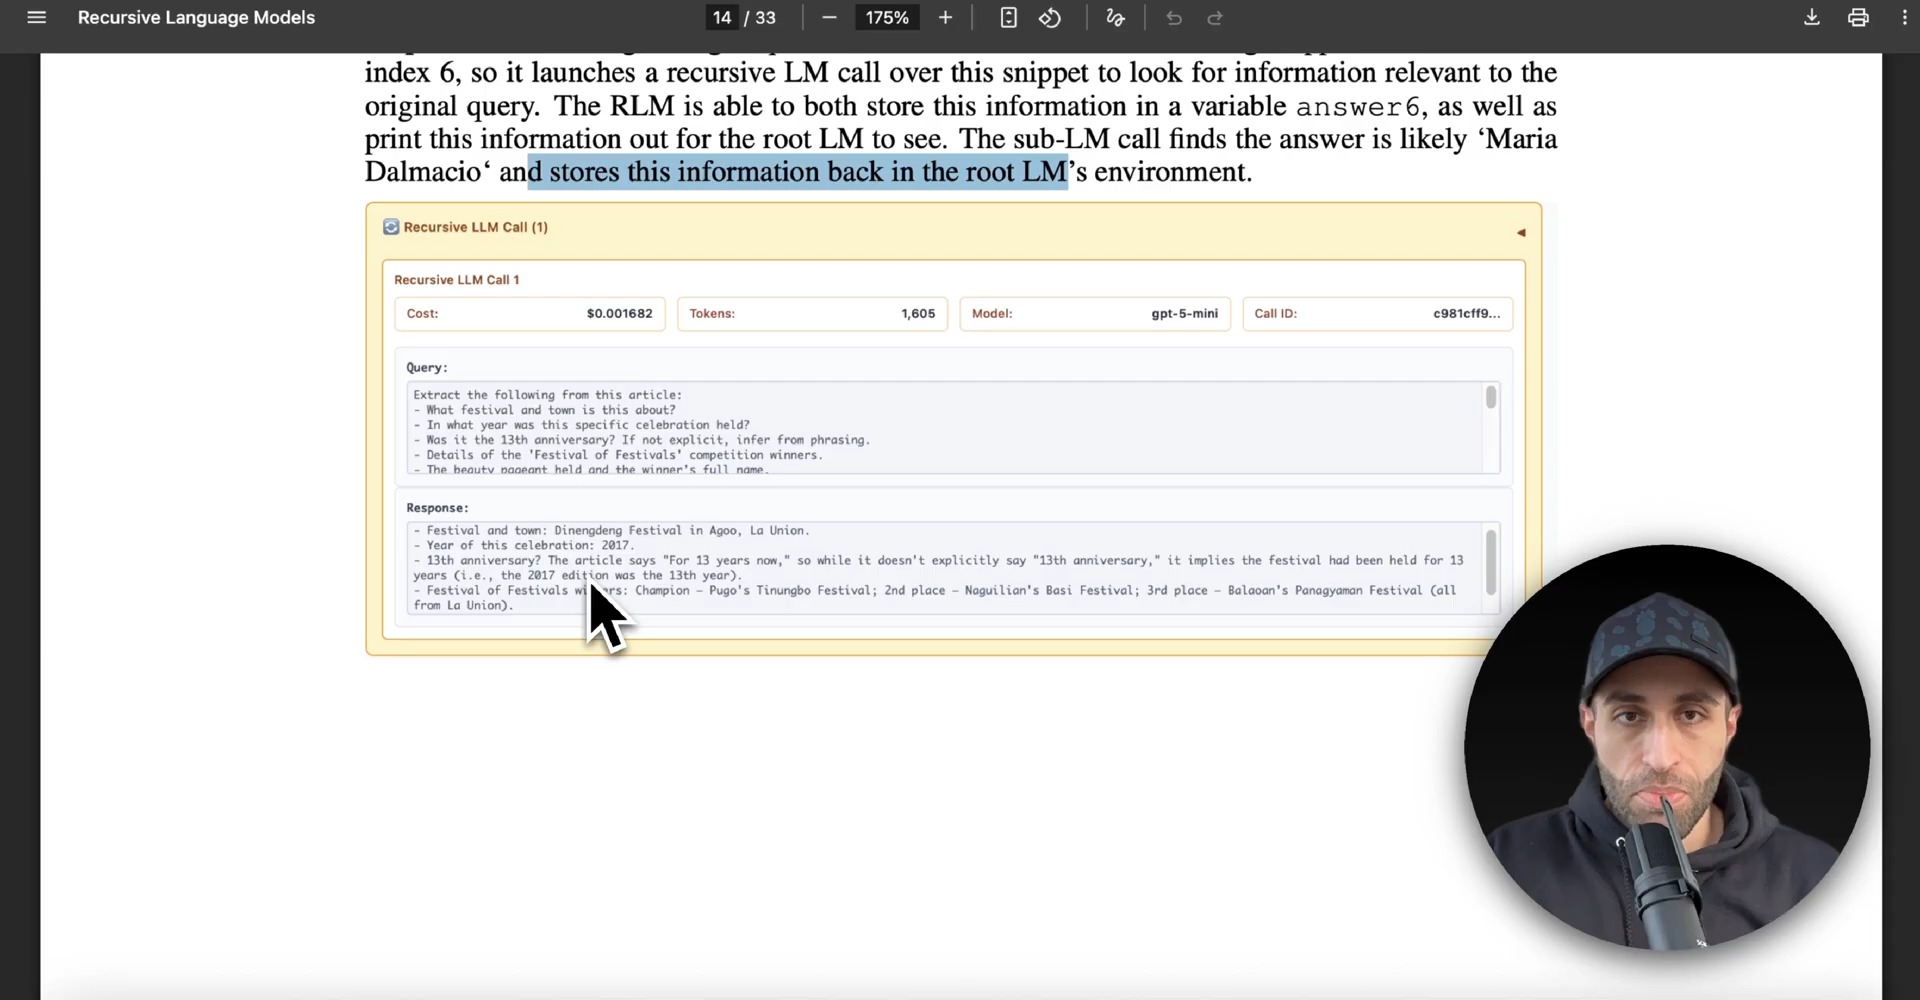 Recursive Language Models
14 / 33
175%
index 6, so it launches a recursive LM call over this snippet to look for information relevant to the
original query. The RLM is able to both store this information in a variable answer6, as well as
print this information out for the root LM to see. The sub-LM call finds the answer is likely ‘Maria
Dalmacio‘ and stores this information back in the root LM’s environment.
Recursive LLM Call (1)
Recursive LLM Call 1
Cost: $0.001682 Tokens: 1,605 Model: gpt-5-mini Call ID: c981cff9...
Query:
Extract the following from this article:
- What festival and town is this about?
- In what year was this specific celebration held?
- Was it the 13th anniversary? If not explicit, infer from phrasing.
- Details of the 'Festival of Festivals' competition winners.
- The beauty pageant held and the winner's full name.
Response:
- Festival and town: Dinengdeng Festival in Agoo, La Union.
- Year of this celebration: 2017.
- 13th anniversary? The article says "For 13 years now," so while it doesn't explicitly say "13th anniversary," it implies the festival had been held for 13
years (i.e., the 2017 edition was the 13th year).
- Festival of Festivals winners: Champion — Pugo's Tinungbo Festival; 2nd place — Naguilian's Basi Festival; 3rd place — Balaoan's Panagyaman Festival (all
from La Union).